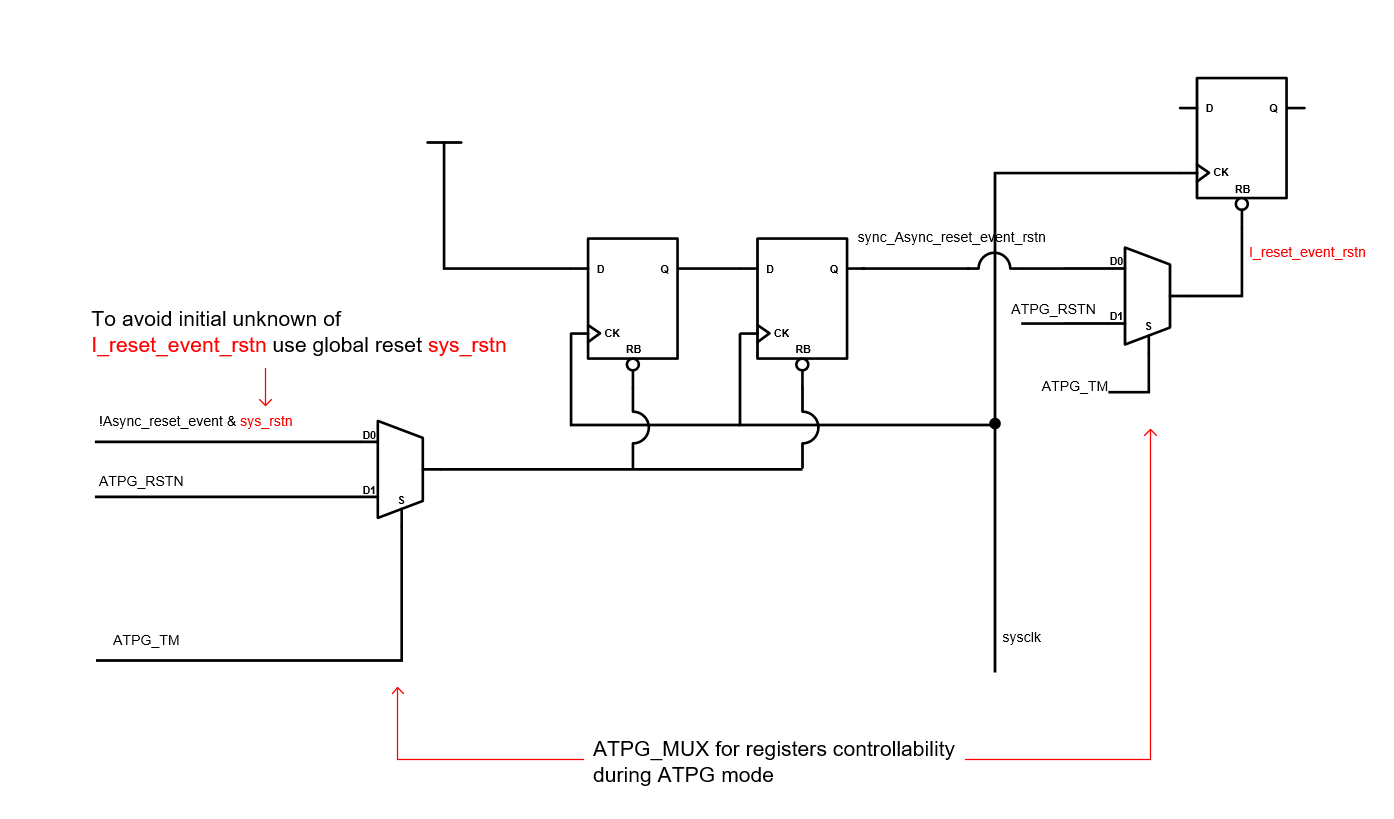 D
Q
CK
RB
sync_Async_reset_event_rstn
D
Q
D
Q
D0
I_reset_event_rstn
ATPG_RSTN
D1
S
To avoid initial unknown of
I_reset_event_rstn use global reset sys_rstn
CK
CK
RB
RB
ATPG_TM
!Async_reset_event & sys_rstn
D0
ATPG_RSTN
D1
S
ATPG_TM
sysclk
ATPG_MUX for registers controllability
during ATPG mode